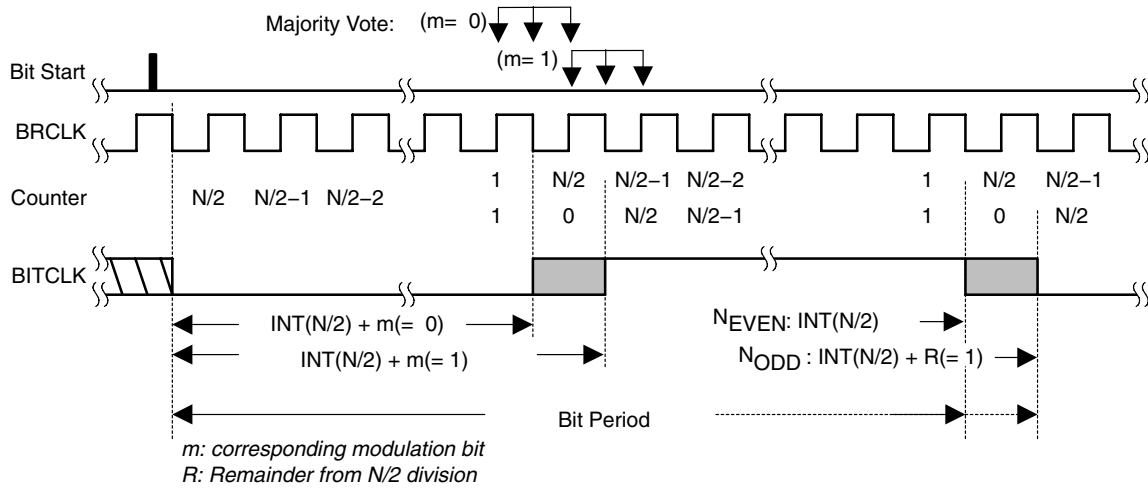 Majority Vote: (m= 0)
(m= 1)
Bit Start
BRCLK
Counter
N/2 N/2−1 N/2−2 1 N/2 N/2−1 N/2−2 1 N/2 N/2−1
1 0 N/2 N/2−1 1 0 N/2
BITCLK
INT(N/2) + m(= 0) NEVEN: INT(N/2)
INT(N/2) + m(= 1) NODD : INT(N/2) + R(= 1)
Bit Period
m: corresponding modulation bit
R: Remainder from N/2 division